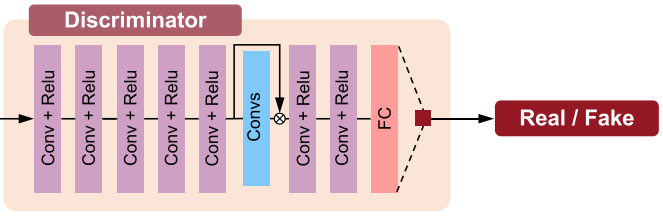 Discriminator
Conv + Relu
Conv + Relu
Conv + Relu
Conv + Relu
Conv + Relu
Convs
Conv + Relu
Conv + Relu
FC
Real / Fake